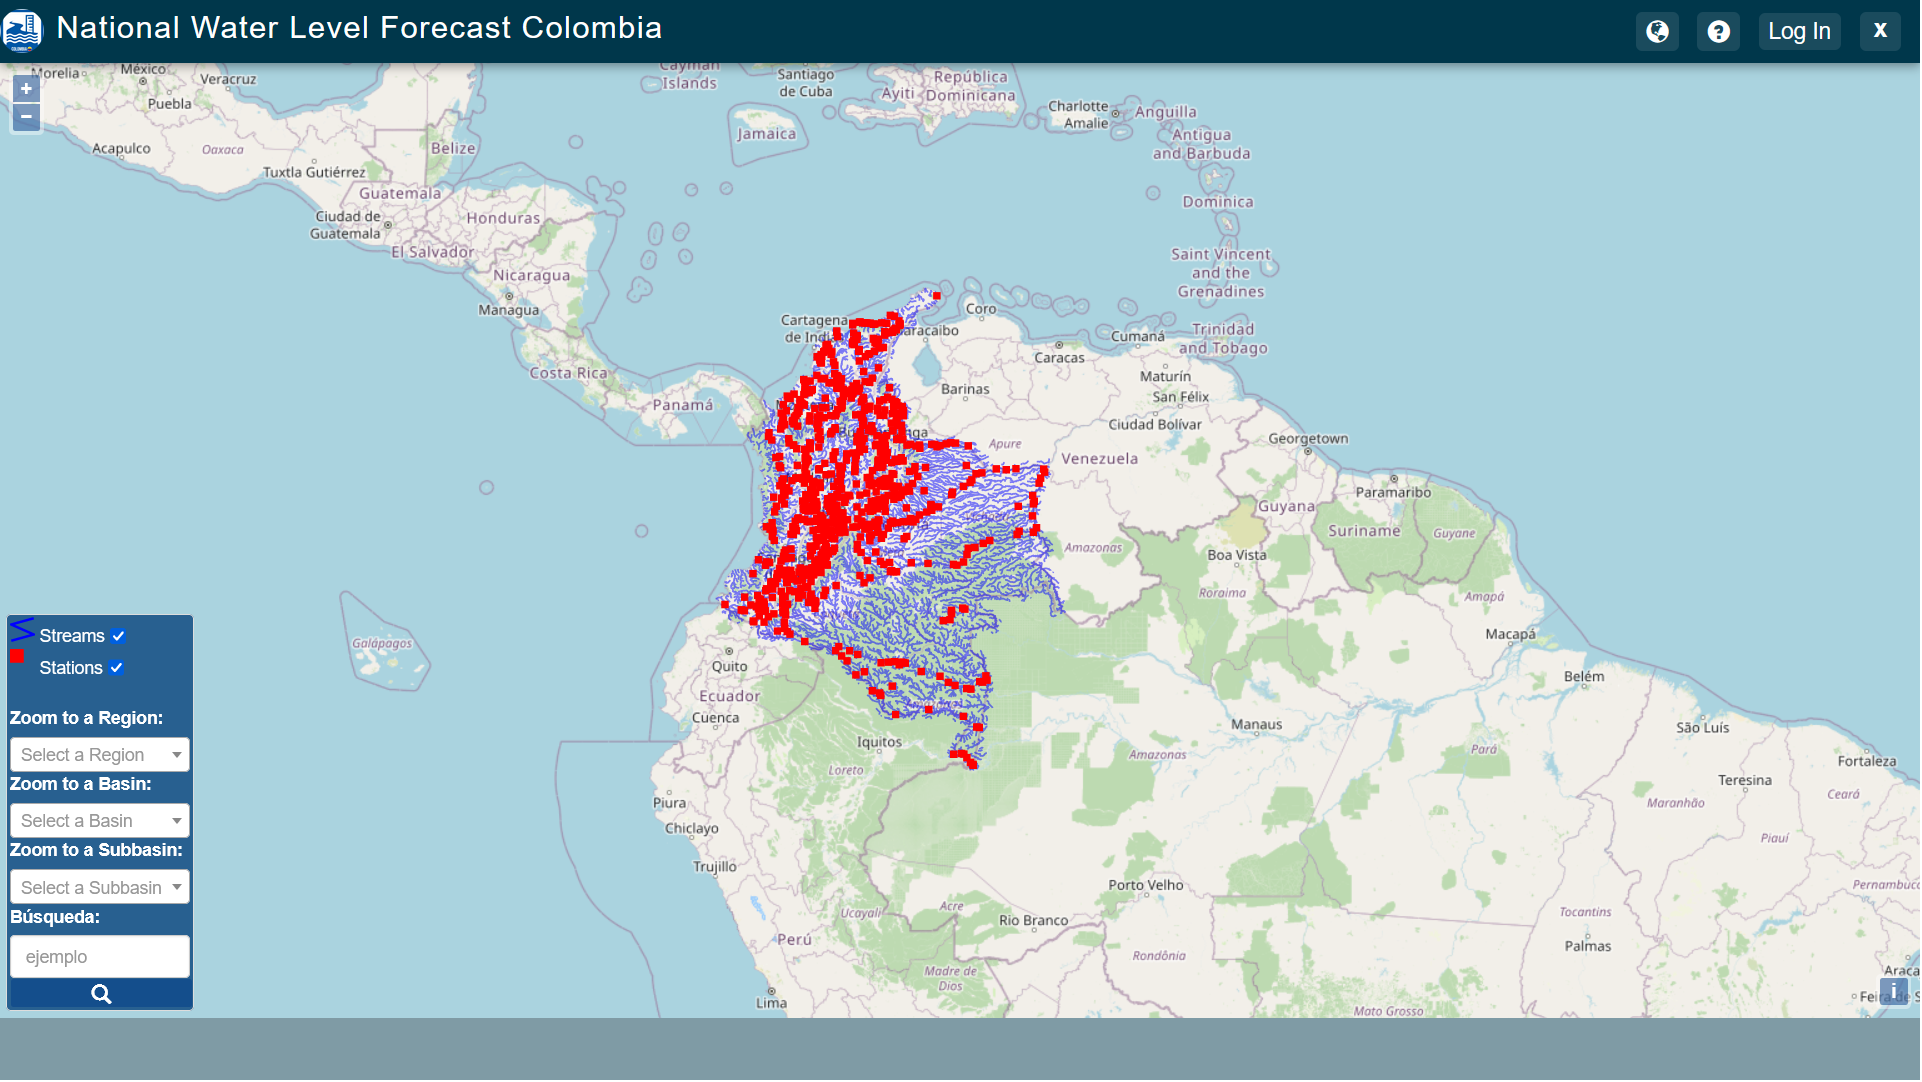 National Water Level Forecast Colombia
Log In
X
+
−
Morelia
México
Veracruz
Puebla
Acapulco
Oaxaca
Tuxtla Gutiérrez
Belize
Guatemala
Ciudad de
Guatemala
Honduras
El Salvador
Nicaragua
Managua
Costa Rica
Panamá
Cayman
Islands
Santiago
de Cuba
Jamaica
Ayiti
República
Dominicana
Charlotte
Amalie
Anguilla
Antigua
and Barbuda
Dominica
Saint Vincent
and the
Grenadines
Trinidad
and Tobago
Cartagena
Coro
Caracas
Cumaná
Barinas
Maturín
San Félix
Ciudad Bolívar
Apure
Venezuela
Georgetown
Paramaribo
Guyana
Suriname
Guyane
Amazonas
Boa Vista
Roraima
Amapá
Macapá
Belém
Galápagos
Quito
Ecuador
Cuenca
Iquitos
Loreto
Manaus
Amazonas
Pará
São Luís
Fortaleza
Teresina
Ceará
Maranhão
Piauí
Piura
Chiclayo
Trujillo
Porto Velho
Pernambuco
Ucayali
Acre
Rio Branco
Tocantins
Palmas
Perú
Rondônia
Madre de
Dios
Lima
Mato Grosso
i
Streams
Stations
Zoom to a Region:
Select a Region
Zoom to a Basin:
Select a Basin
Zoom to a Subbasin:
Select a Subbasin
Búsqueda:
ejemplo